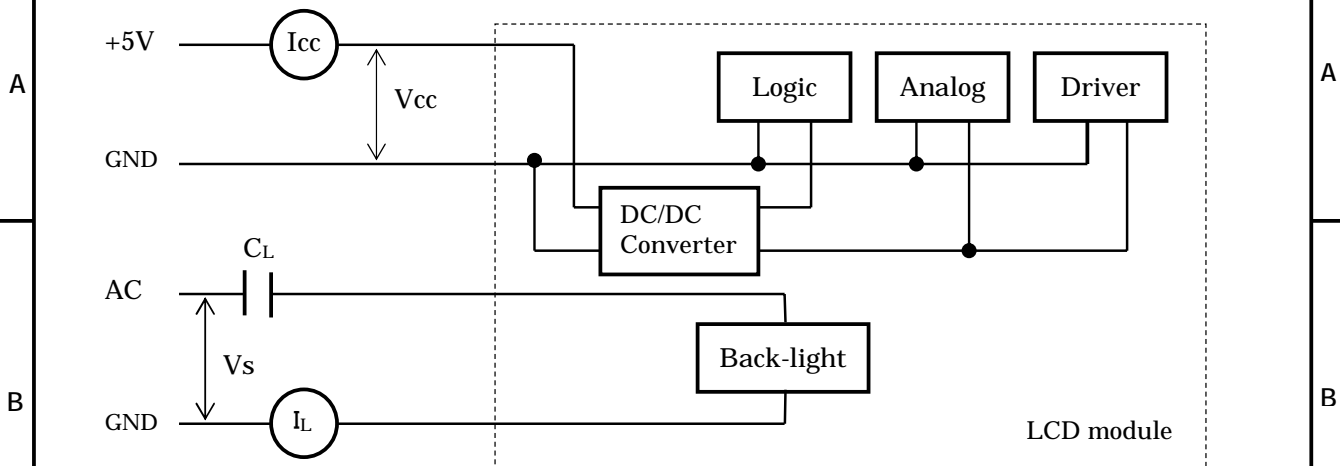 +5V
Icc
Logic
Analog
Driver
A
A
Vcc
GND
DC/DC
Converter
CL
AC
Back-light
Vs
B
B
GND
IL
LCD module